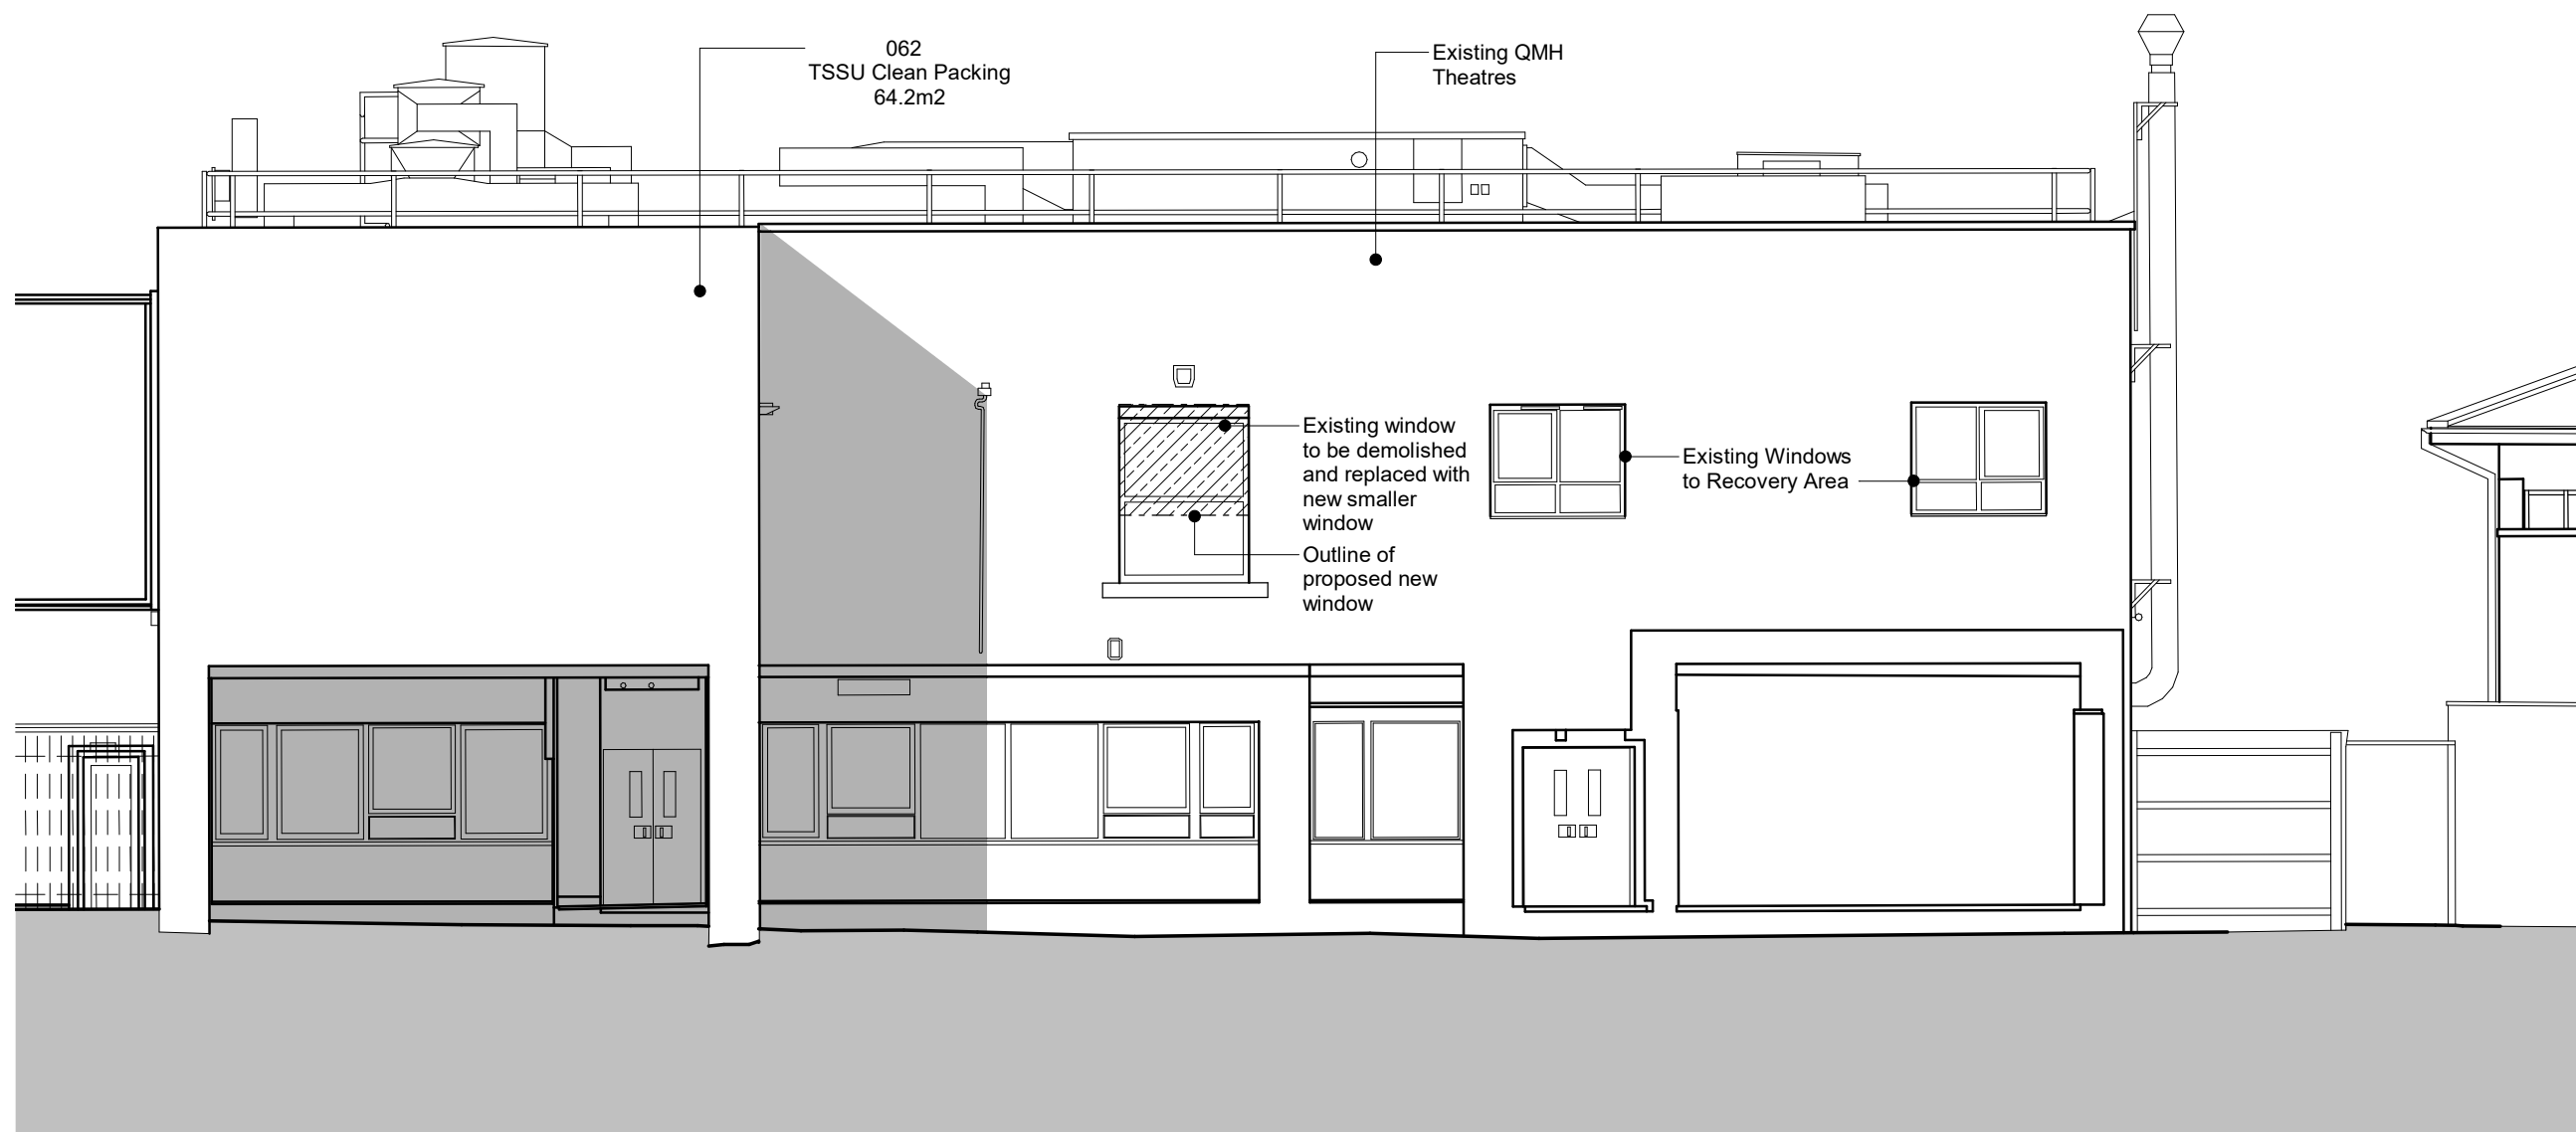 062
TSSU Clean Packing
64.2m2
Existing QMH
Theatres
Existing window
to be demolished
and replaced with
new smaller
window
Outline of
proposed new
window
Existing Windows
to Recovery Area